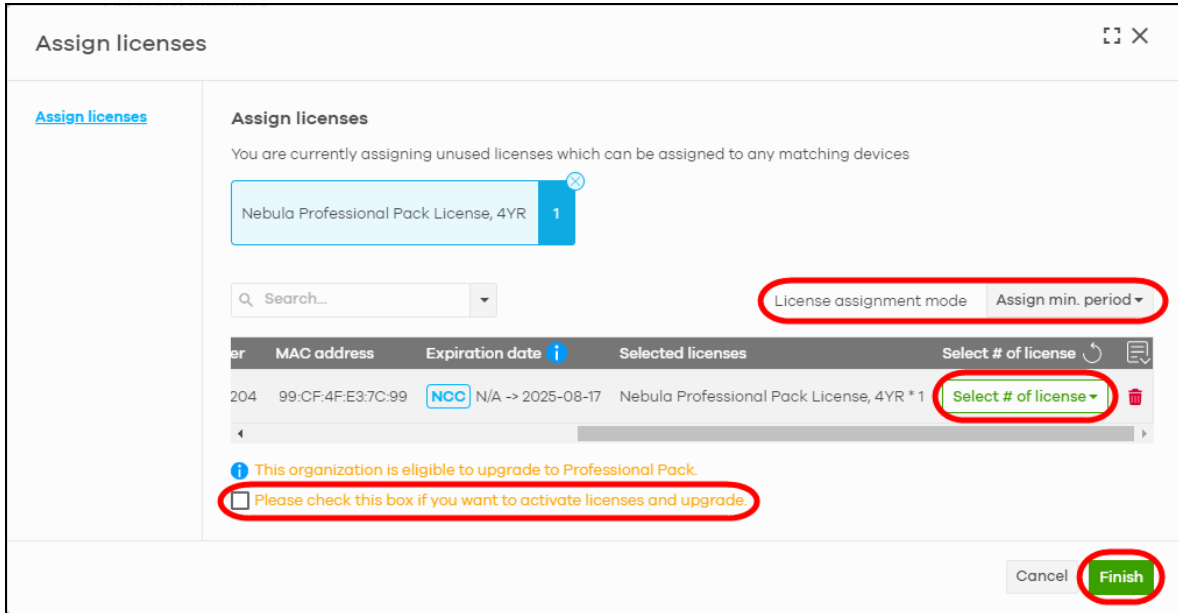 Assign licenses
Assign licenses
Assign licenses
You are currently assigning unused licenses which can be assigned to any matching devices
Nebula Professional Pack License, 4YR 1
Search...
License assignment mode Assign min. period
er MAC address Expiration date i Selected licenses Select # of license
204 99:CF:4F:E3:7C:99 NCC N/A -> 2025-08-17 Nebula Professional Pack License, 4YR * 1 Select # of license
i This organization is eligible to upgrade to Professional Pack.
Please check this box if you want to activate licenses and upgrade.
Cancel Finish